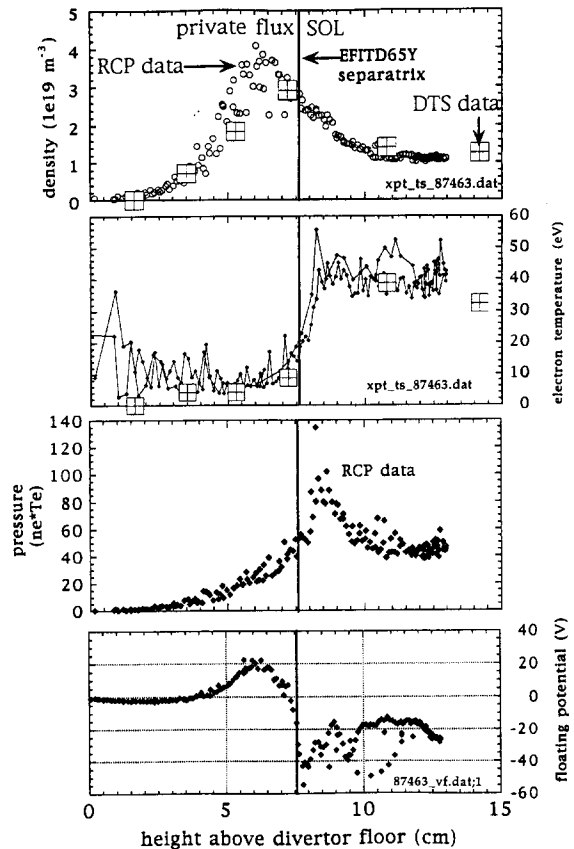 private flux SOL
RCP data
EFITD65Y
separatrix
DTS data
density (1e19 m⁻³)
5
4
3
2
1
0
xpt_ts_87463.dat
60
50
40
30
20
10
0
electron temperature (eV)
xpt_ts_87463.dat
pressure
(ne*Te)
140
120
100
80
60
40
20
0
RCP data
40
20
0
-20
-40
-60
floating potential (V)
87463_vf.dat;1
0 5 10 15
height above divertor floor (cm)